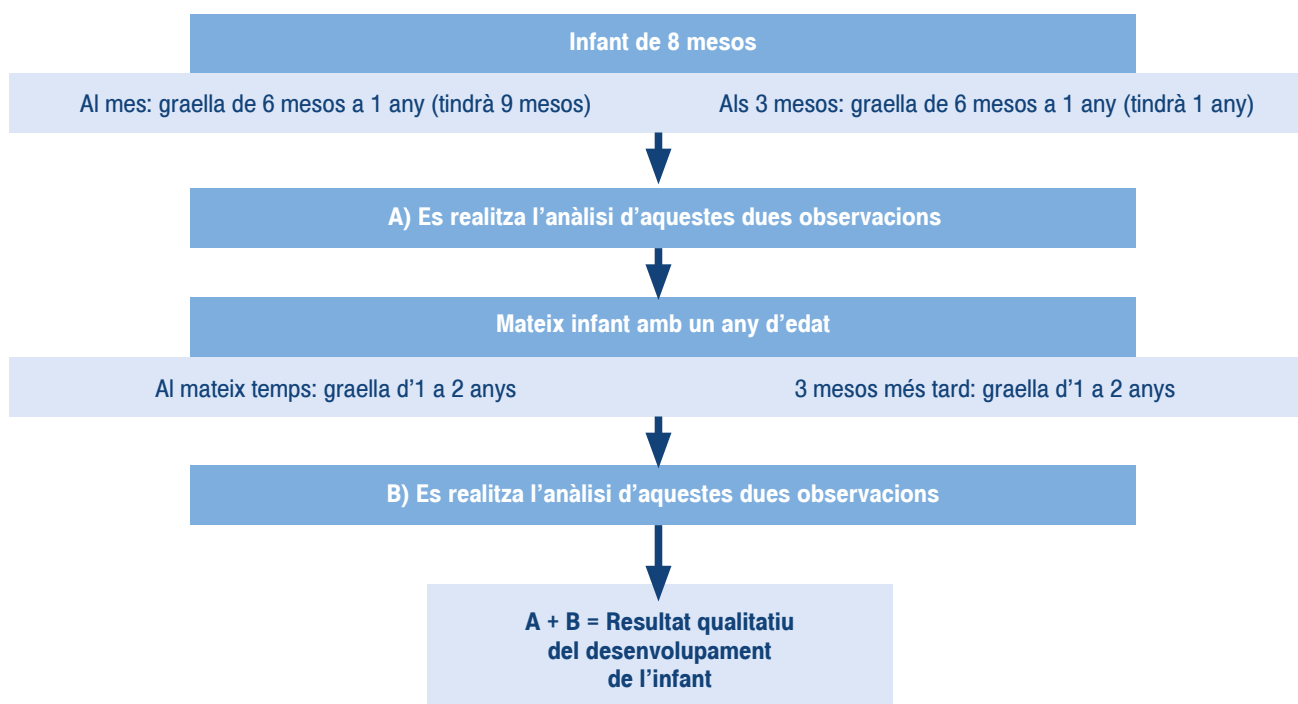 Infant de 8 mesos
Al mes: graella de 6 mesos a 1 any (tindrà 9 mesos)
Als 3 mesos: graella de 6 mesos a 1 any (tindrà 1 any)
A) Es realitza l’anàlisi d’aquestes dues observacions
Mateix infant amb un any d’edat
Al mateix temps: graella d’1 a 2 anys
3 mesos més tard: graella d’1 a 2 anys
B) Es realitza l’anàlisi d’aquestes dues observacions
A + B = Resultat qualitatiu
del desenvolupament
de l’infant